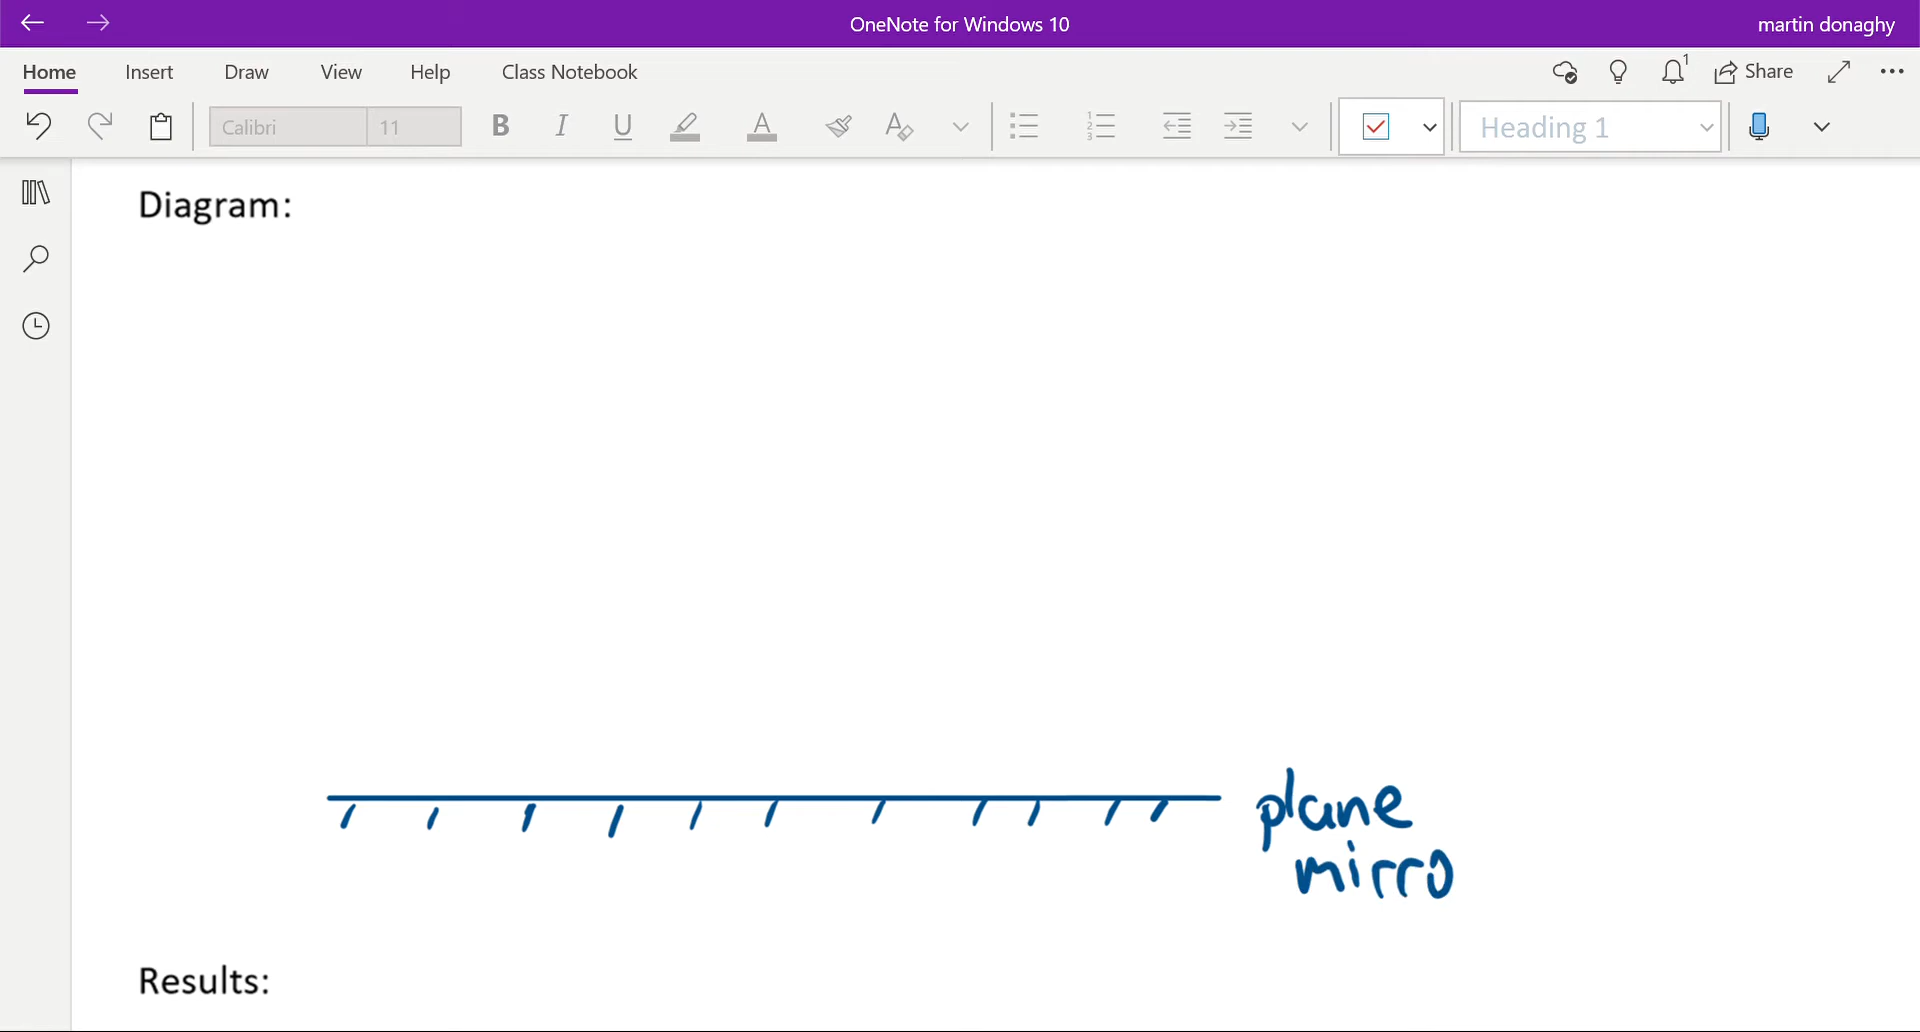 OneNote for Windows 10
martin donaghy
Home Insert Draw View Help Class Notebook
1
Share
Calibri 11 B I U A A Heading 1
Diagram:
plane
mirro
Results: